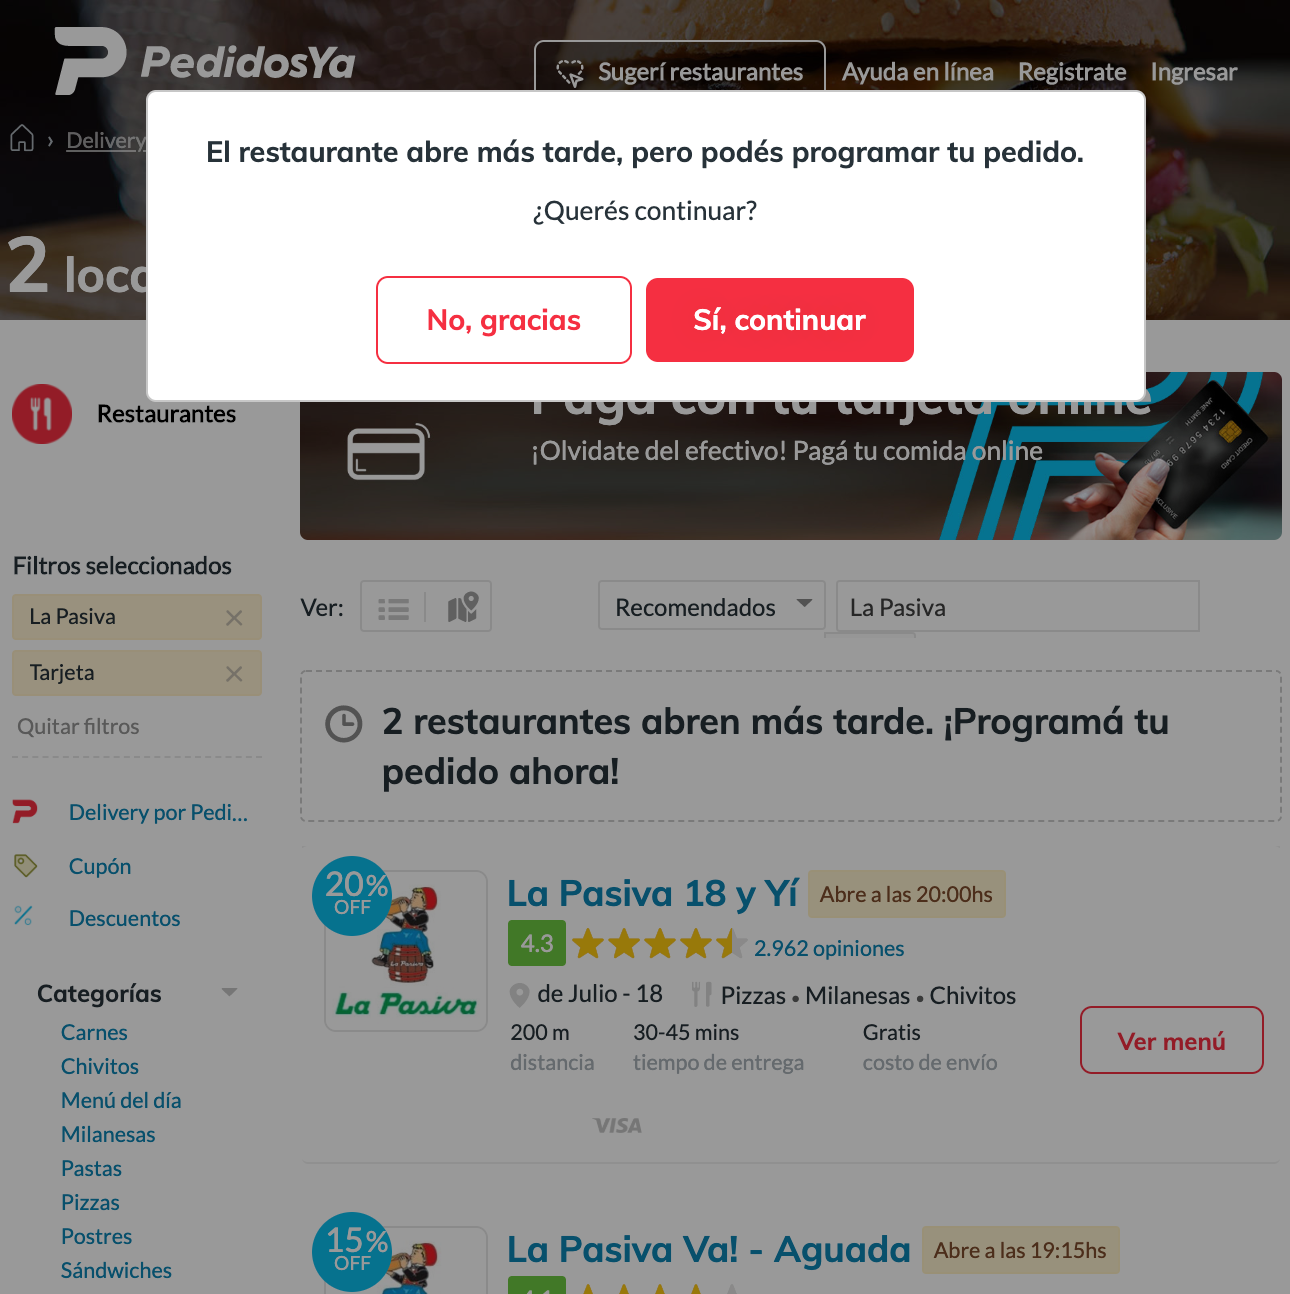 PedidosYa
Sugerí restaurantes
Ayuda en línea
Registrate
Ingresar
› Delivery
El restaurante abre más tarde, pero podés programar tu pedido.
¿Querés continuar?
No, gracias
Sí, continuar
2 loca
Restaurantes
Paga con tu tarjeta online
¡Olvidate del efectivo! Pagá tu comida online
Filtros seleccionados
La Pasiva
Tarjeta
Quitar filtros
Delivery por Pedi...
Cupón
Descuentos
Categorías
Carnes
Chivitos
Menú del día
Milanesas
Pastas
Pizzas
Postres
Sándwiches
Ver:
Recomendados
La Pasiva
2 restaurantes abren más tarde. ¡Programá tu
pedido ahora!
20%
OFF
La Pasiva
La Pasiva 18 y Yí
Abre a las 20:00hs
4.3
2.962 opiniones
de Julio - 18
Pizzas • Milanesas • Chivitos
200 m
distancia
30-45 mins
tiempo de entrega
Gratis
costo de envío
Ver menú
VISA
15%
OFF
La Pasiva Va! - Aguada
Abre a las 19:15hs